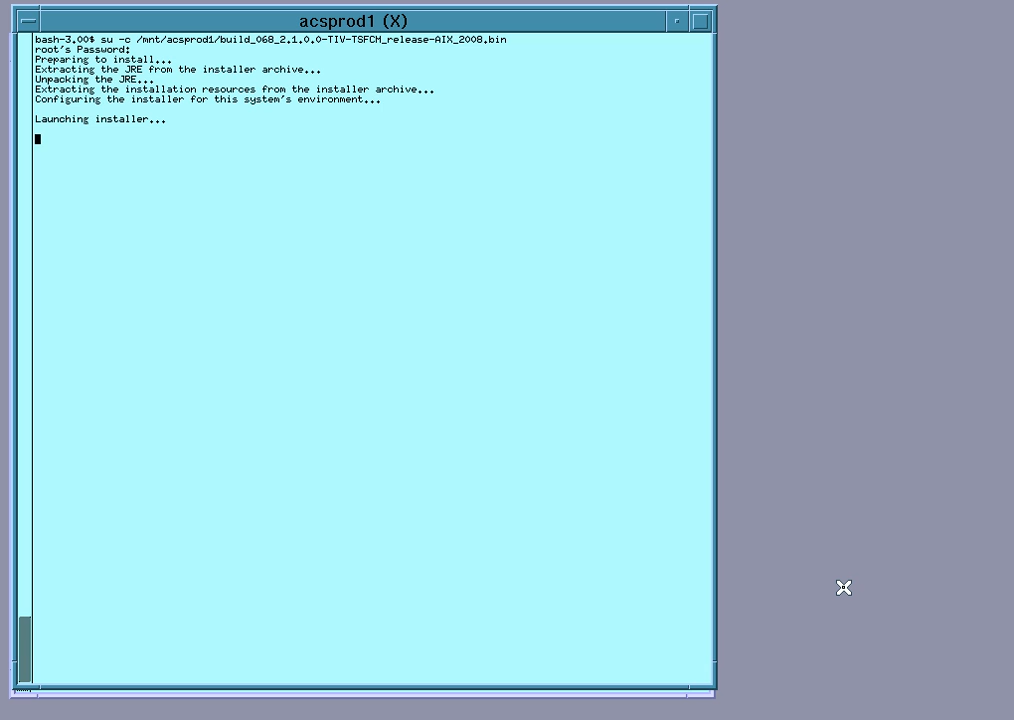 acsprod1 (X)
bash-3.00$ su -c /mnt/acsprod1/build_068_2.1.0.0-TIV-TSFCM_release-AIX_2008.bin
root's Password:
Preparing to install...
Extracting the JRE from the installer archive...
Unpacking the JRE...
Extracting the installation resources from the installer archive...
Configuring the installer for this system's environment...
Launching installer...